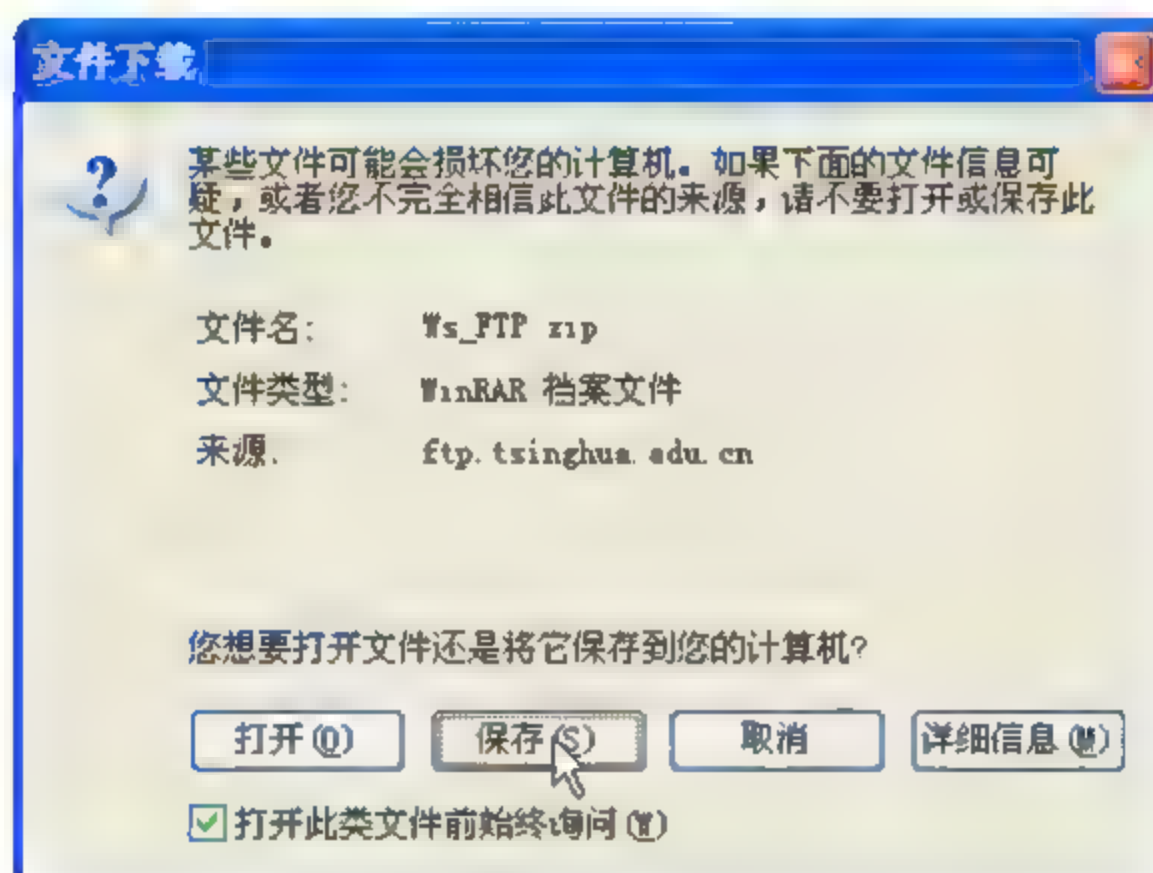 文件下载
某些文件可能会损坏您的计算机。如果下面的文件信息可
疑，或者您不完全相信此文件的来源，请不要打开或保存此
文件。
文件名: Ws_FTP zip
文件类型: WinRAR 档案文件
来源. ftp.tsinghua.edu.cn
您想要打开文件还是将它保存到您的计算机?
打开(O) 保存(S) 取消 详细信息(M)
打开此类文件前始终询问(W)